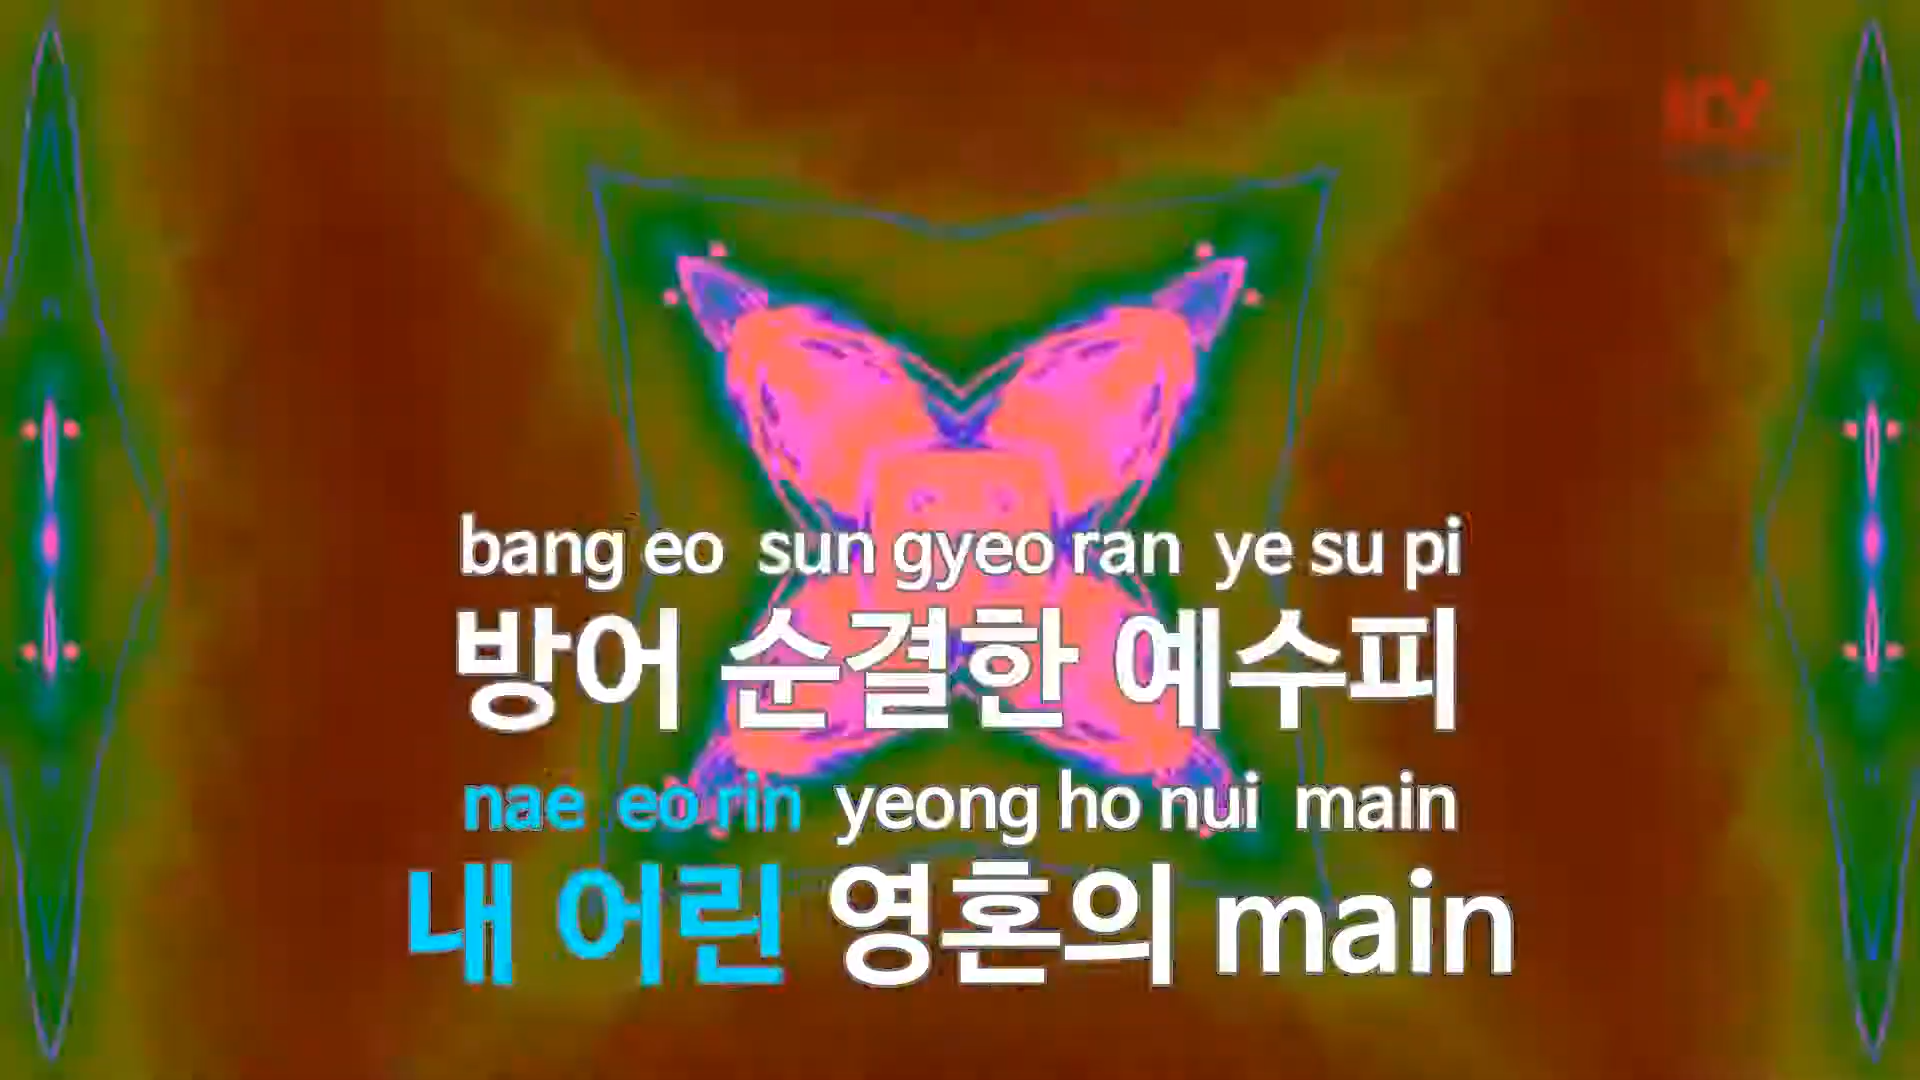 KY
bang eo sun gyeo ran ye su pi
방어 순결한 예수피
nae eo rin yeong ho nui main
내 어린 영혼의 main